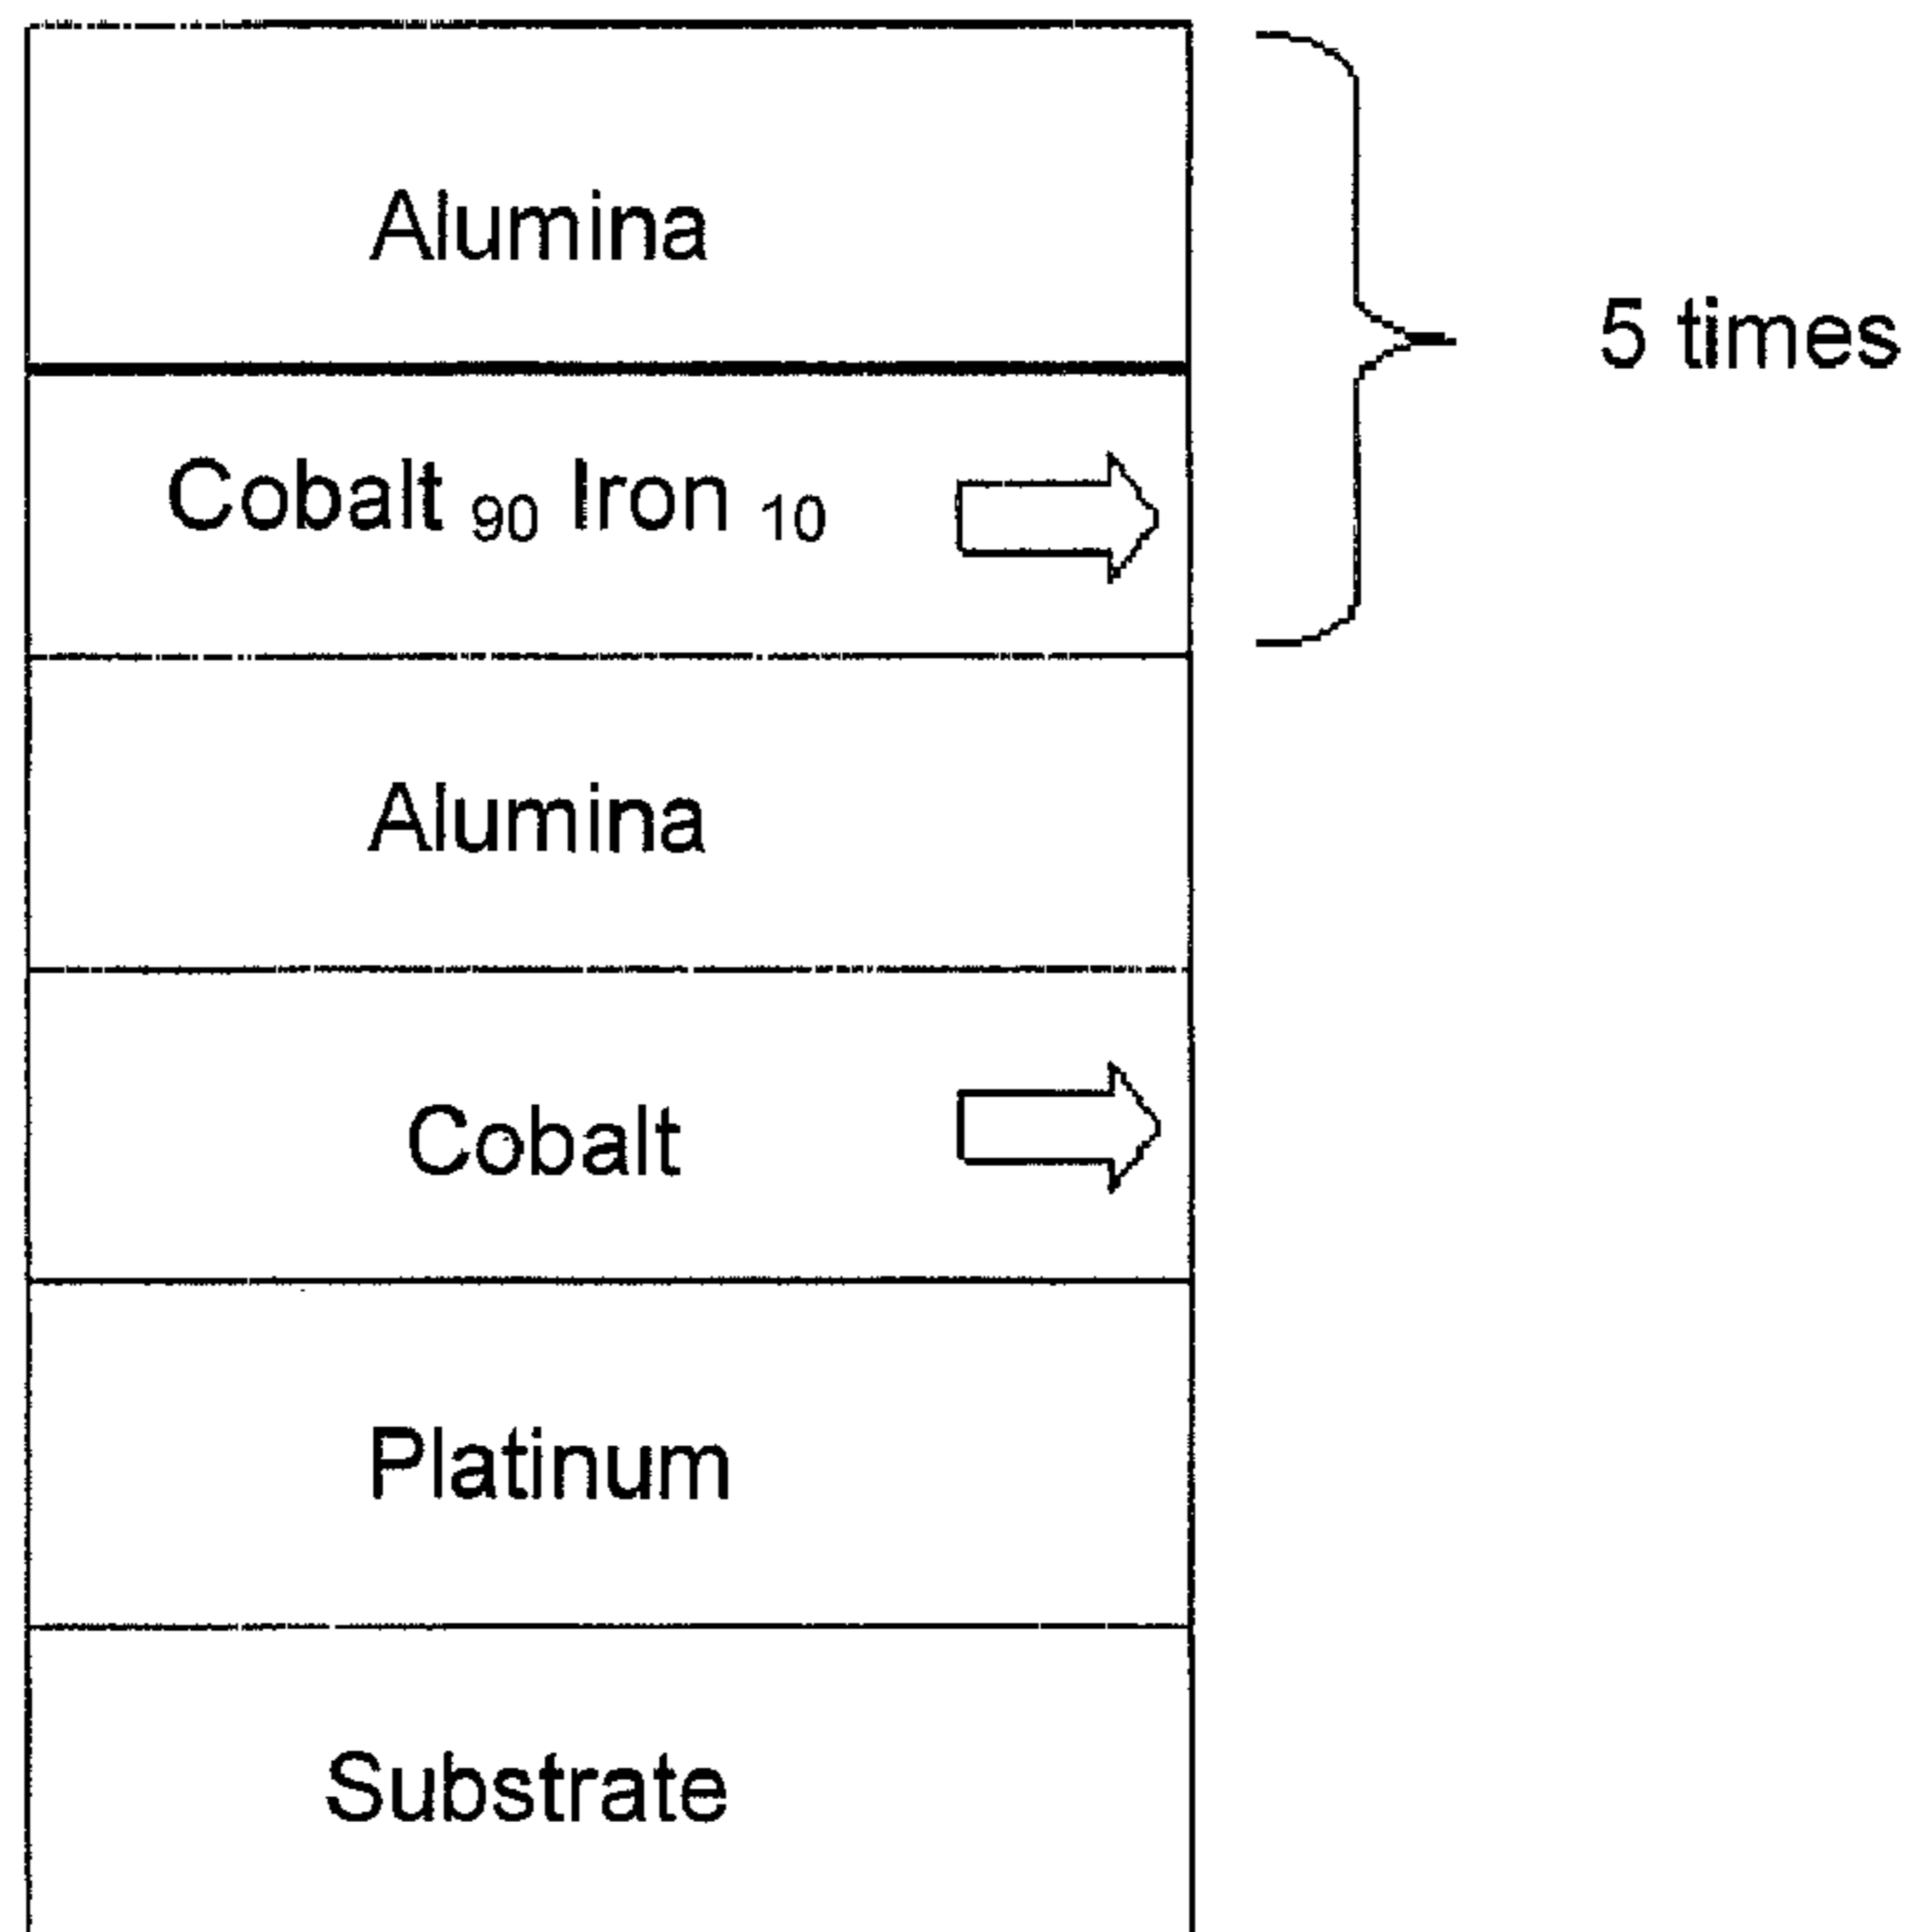 Alumina
5 times
Cobalt 90 Iron 10
Alumina
Cobalt
Platinum
Substrate